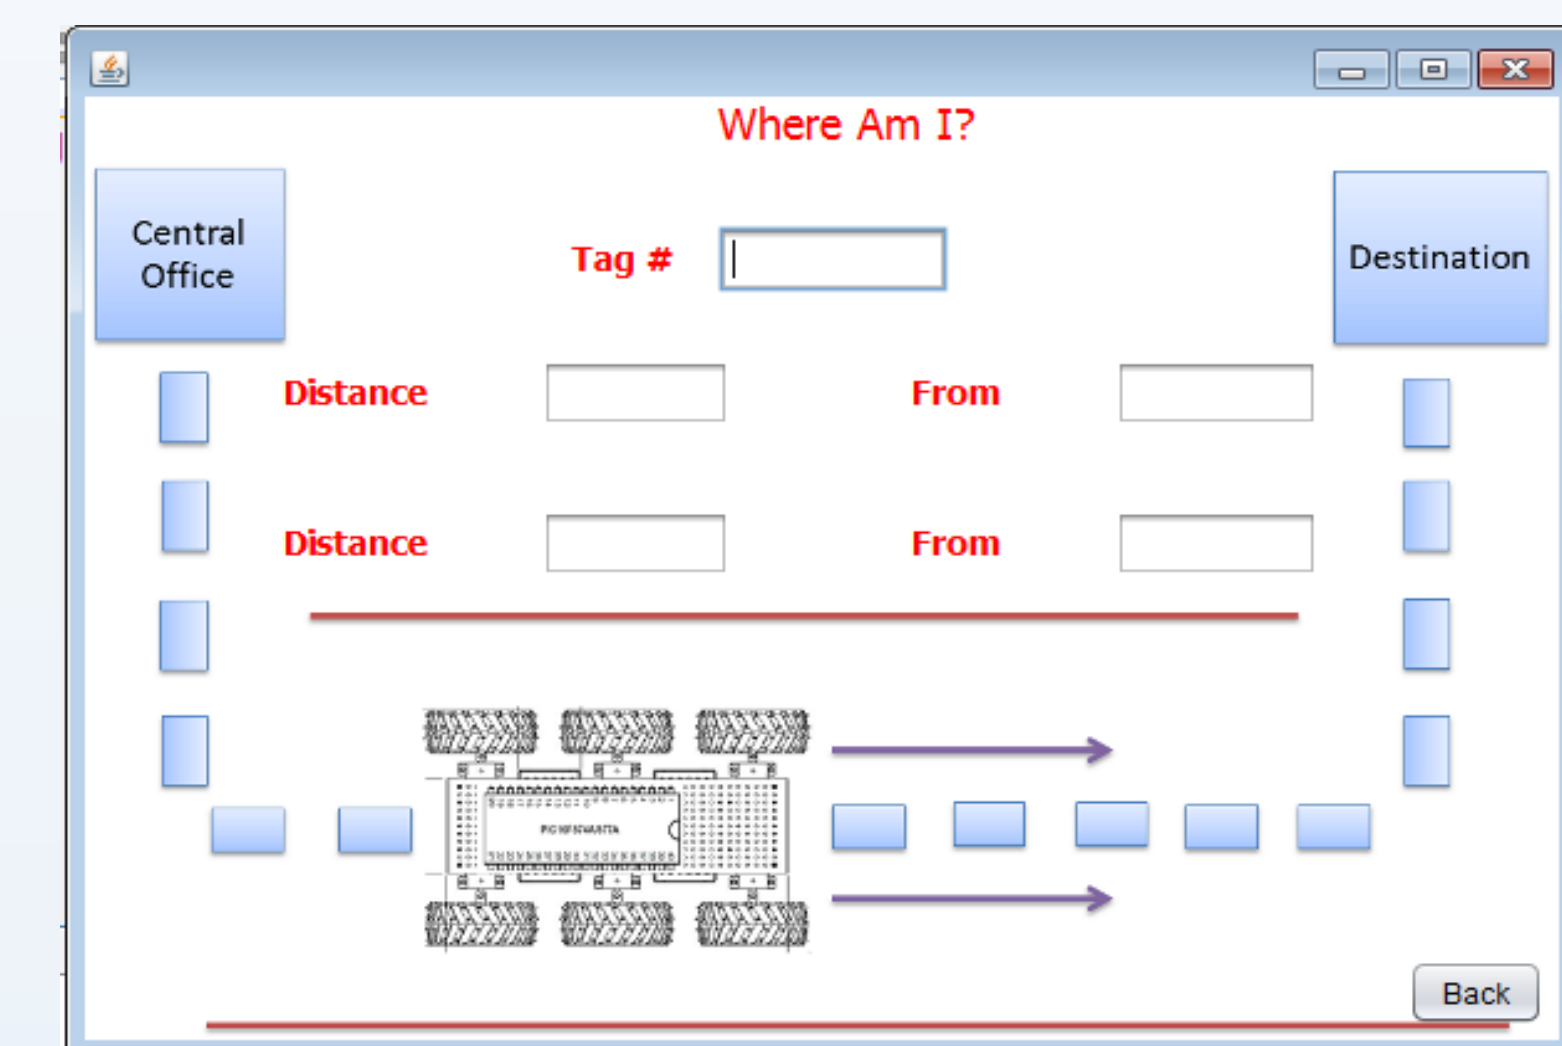 Where Am I?
Central
Office
Tag #
Destination
Distance
From
Distance
From
Back